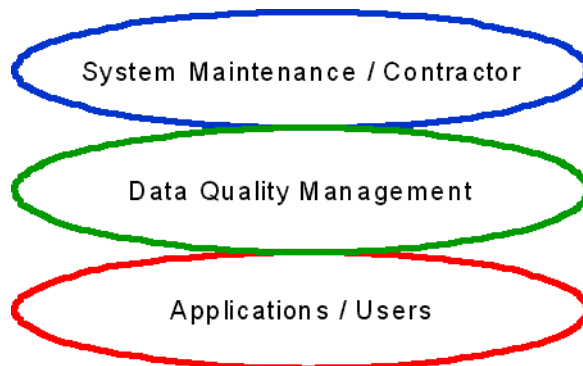 System Maintenance / Contractor
Data Quality Management
Applications / Users